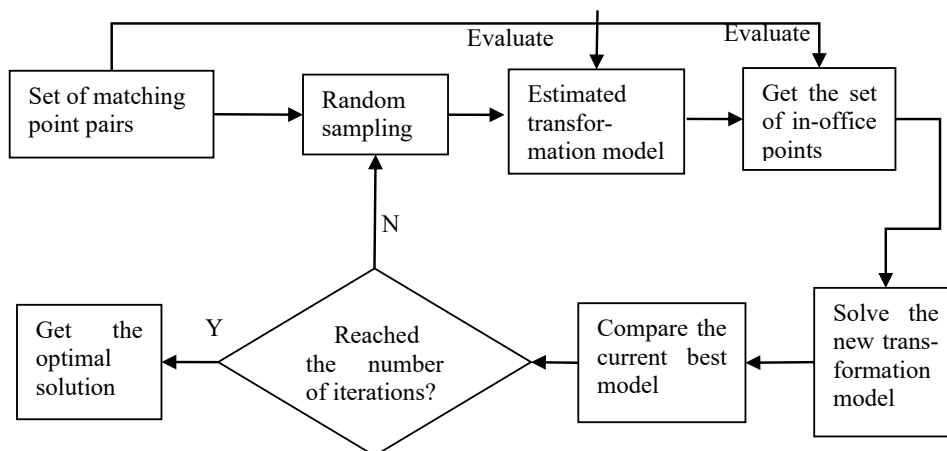 Evaluate
Evaluate
Set of matching
point pairs
Random
sampling
Estimated
transfor-
mation model
Get the set
of in-office
points
N
Y
Get the
optimal
solution
Reached
the number
of iterations?
Compare the
current best
model
Solve the
new trans-
formation
model